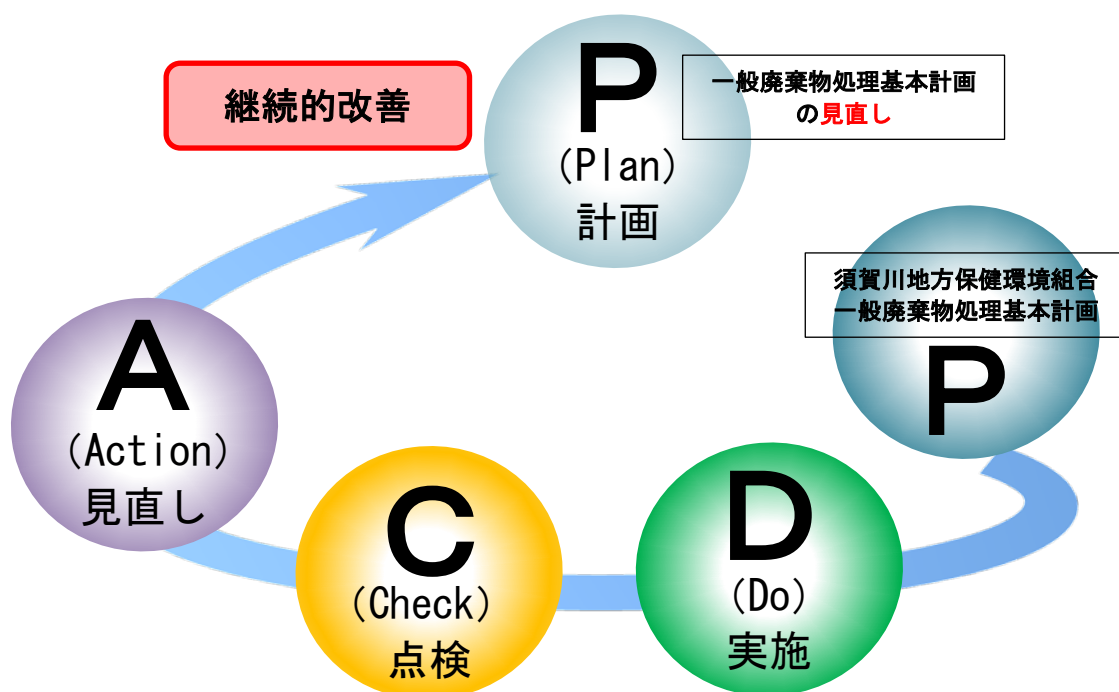 継続的改善
P
(Plan)
計画
一般廃棄物処理基本計画
の見直し
須賀川地方保健環境組合
一般廃棄物処理基本計画
P
A
(Action)
見直し
C
(Check)
点検
D
(Do)
実施